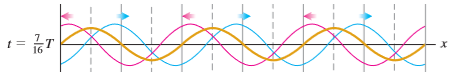 t = 7/16 T x